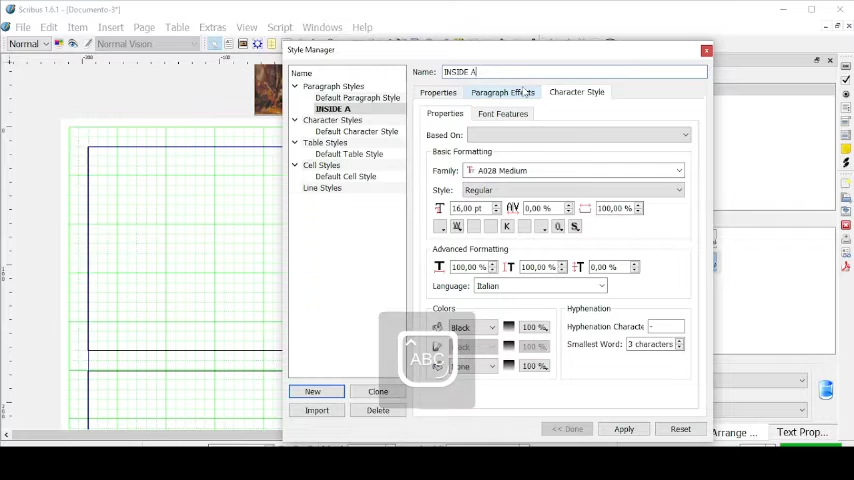 Scribus 1.6.1 - [Documento-3*]
File Edit Item Insert Page Table Extras View Script Windows Help
Normal Normal Vision
-200 -100
Style Manager
Name
Paragraph Styles
Default Paragraph Style
INSIDE A
Character Styles
Default Character Style
Table Styles
Default Table Style
Cell Styles
Default Cell Style
Line Styles
New Clone
Import Delete
Name: INSIDE A
Properties Paragraph Effects Character Style
Properties Font Features
Based On:
Basic Formatting
Family: A028 Medium
Style: Regular
16,00 pt 0,00 % 100,00 %
Advanced Formatting
100,00 % 100,00 % 0,00 %
Language: Italian
Colors Hyphenation
Black 100 % Hyphenation Characte -
Black 100 % Smallest Word: 3 characters
None 100 %
ABC
<< Done Apply Reset
Arrange ... Text Prop...